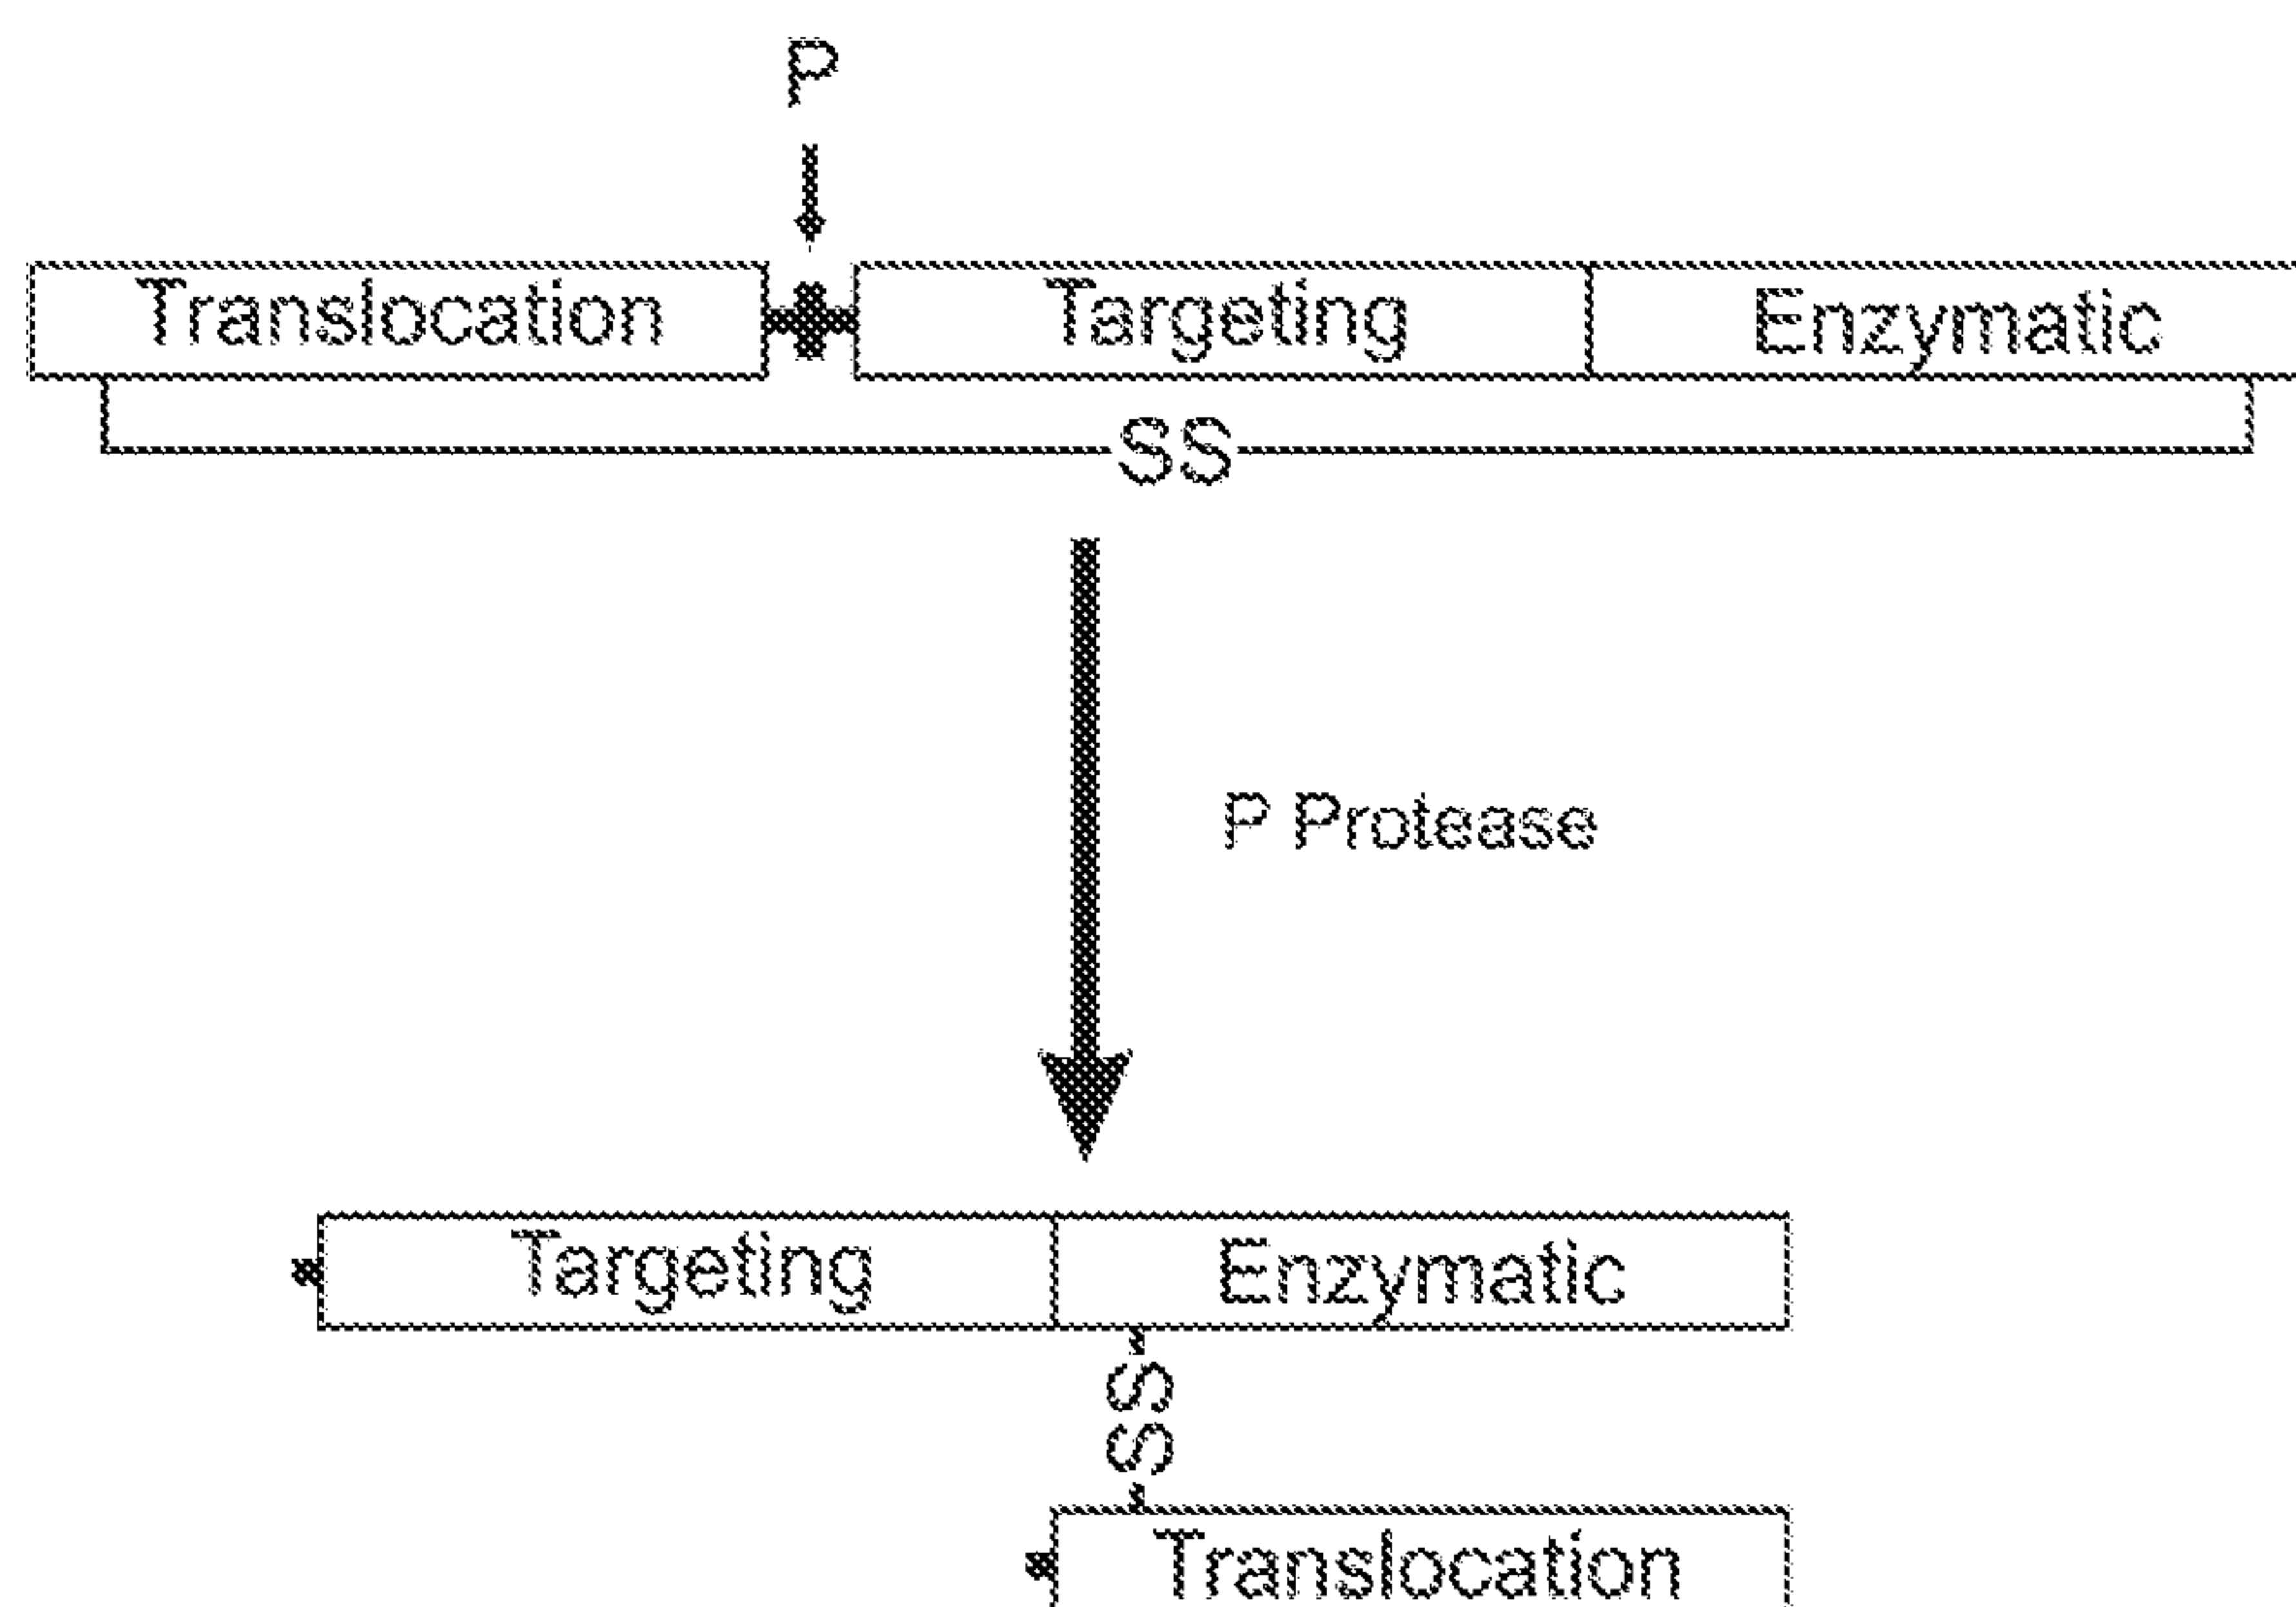 P
Translocation Targeting Enzymatic
SS
P Protease
Targeting Enzymatic
SS
Translocation